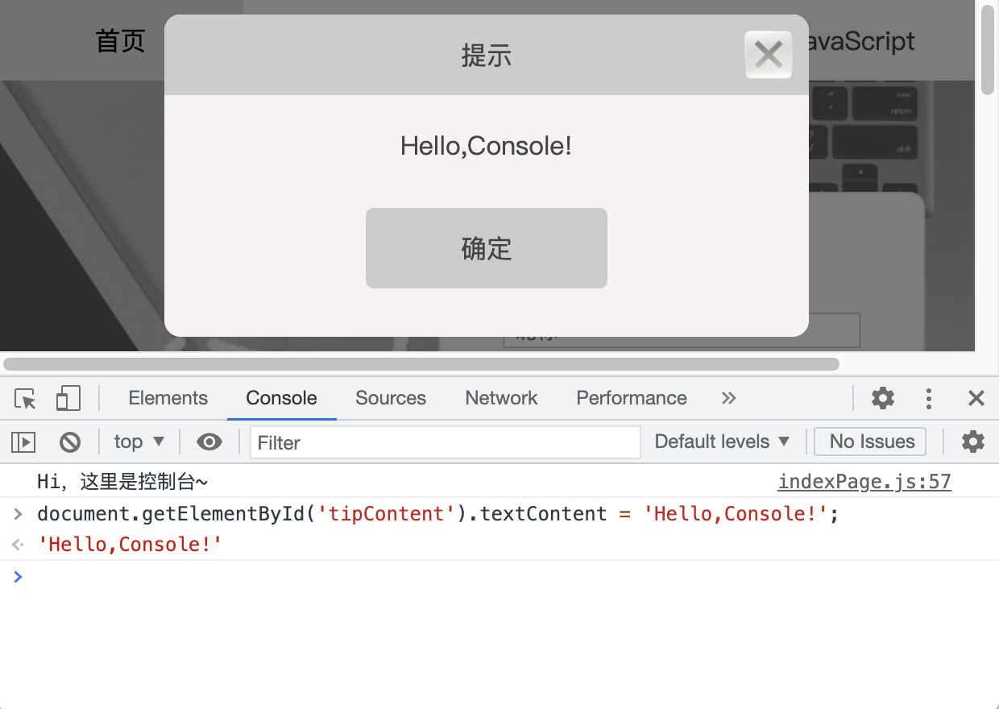 首页
提示
avaScript
Hello,Console!
确定
Elements Console Sources Network Performance
top Filter Default levels No Issues
Hi, 这里是控制台~ indexPage.js:57
document.getElementById('tipContent').textContent = 'Hello,Console!';
'Hello,Console!'